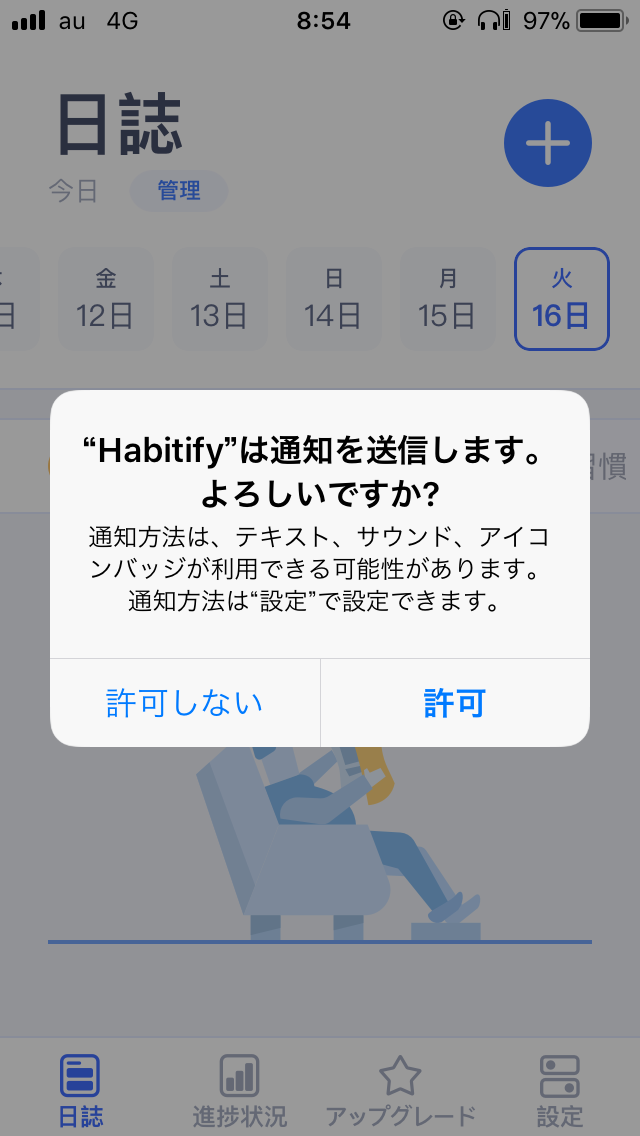 au 4G 8:54 97%
日誌
今日 管理
金 土 日 月 火
日 12日 13日 14日 15日 16日
“Habitify”は通知を送信します。
よろしいですか?
習慣
通知方法は、テキスト、サウンド、アイコ
ンバッジが利用できる可能性があります。
通知方法は“設定”で設定できます。
許可しない 許可
日誌 進捗状況 アップグレード 設定